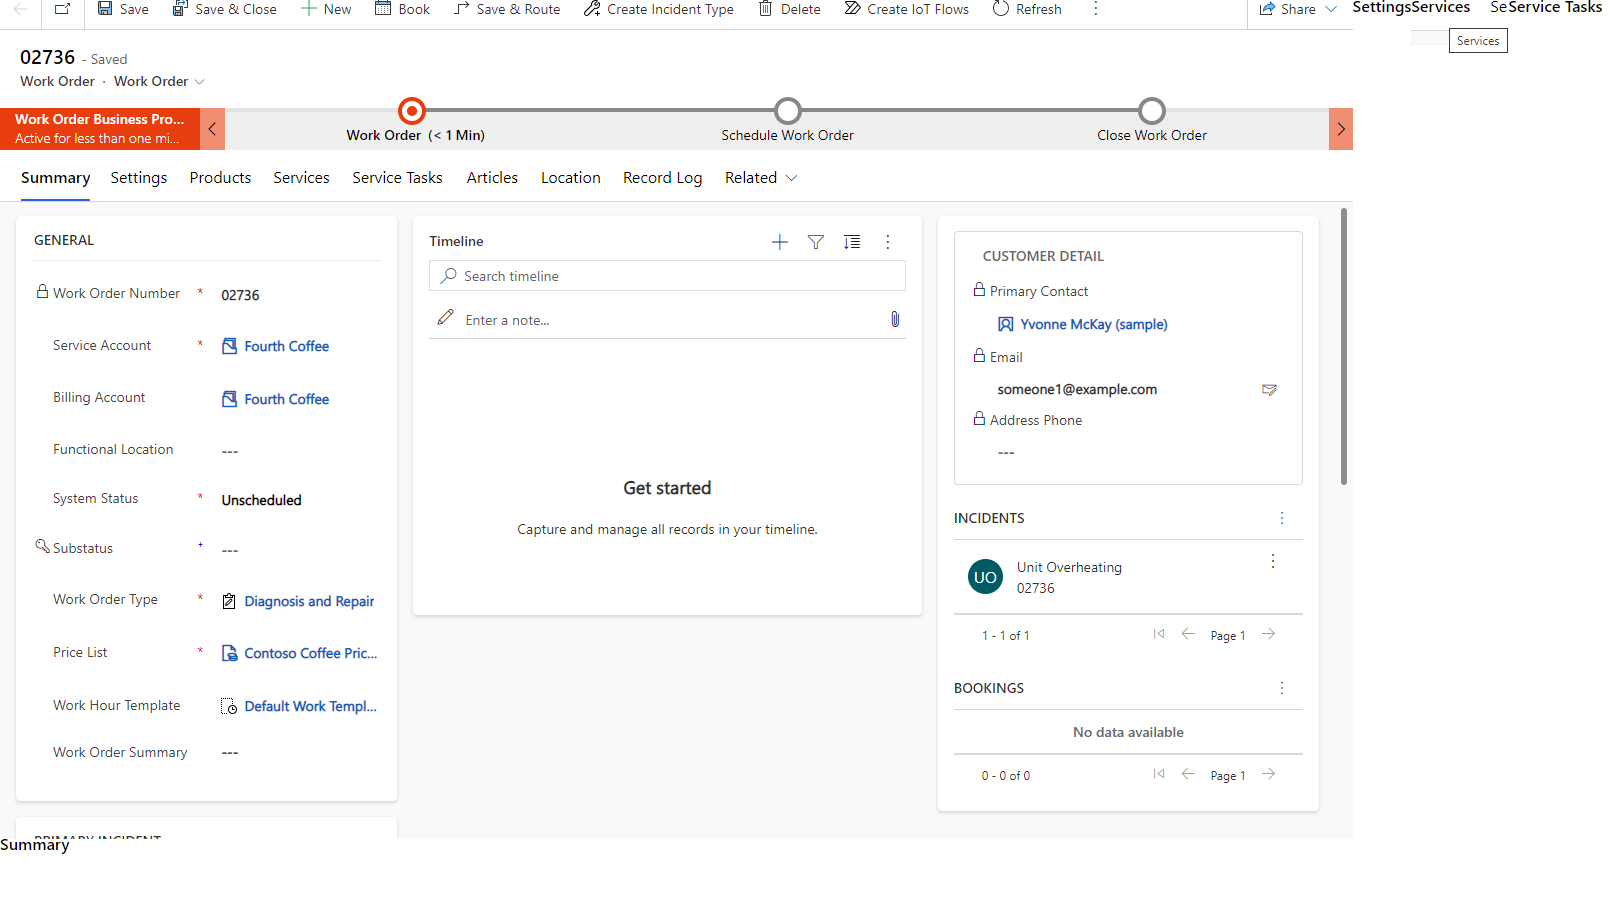 Save Save & Close New Book Save & Route Create Incident Type Delete Create IoT Flows Refresh Share SettingsServices SeService Tasks
Services
02736 - Saved
Work Order · Work Order
Work Order Business Pro...
Active for less than one mi...
Work Order (< 1 Min)
Schedule Work Order
Close Work Order
Summary Settings Products Services Service Tasks Articles Location Record Log Related
GENERAL
Work Order Number * 02736
Service Account * Fourth Coffee
Billing Account Fourth Coffee
Functional Location ---
System Status * Unscheduled
Substatus + ---
Work Order Type * Diagnosis and Repair
Price List * Contoso Coffee Pric...
Work Hour Template Default Work Templ...
Work Order Summary ---
PRIMARY INCIDENT
Summary
Timeline
Search timeline
Enter a note...
Get started
Capture and manage all records in your timeline.
CUSTOMER DETAIL
Primary Contact
Yvonne McKay (sample)
Email
someone1@example.com
Address Phone
---
INCIDENTS
UO Unit Overheating
02736
1 - 1 of 1 Page 1
BOOKINGS
No data available
0 - 0 of 0 Page 1